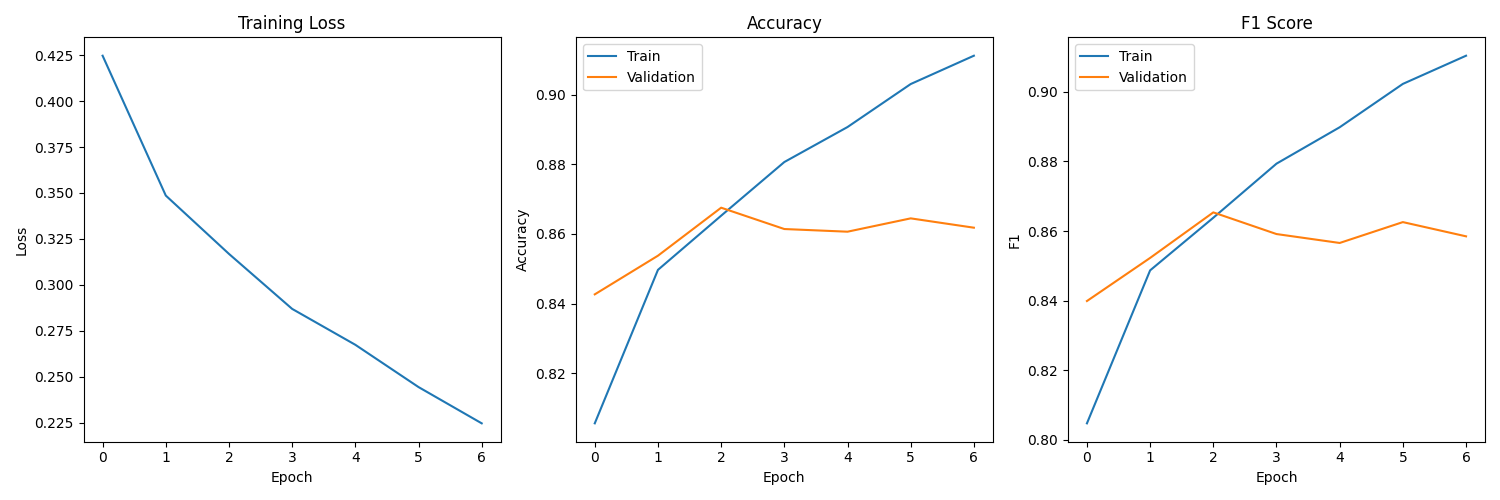 Training Loss
0.425
0.400
0.375
0.350
0.325
0.300
0.275
0.250
0.225
Loss
0 1 2 3 4 5 6
Epoch
Accuracy
Train
Validation
0.90
0.88
0.86
0.84
0.82
Accuracy
0 1 2 3 4 5 6
Epoch
F1 Score
Train
Validation
0.90
0.88
0.86
0.84
0.82
0.80
F1
0 1 2 3 4 5 6
Epoch